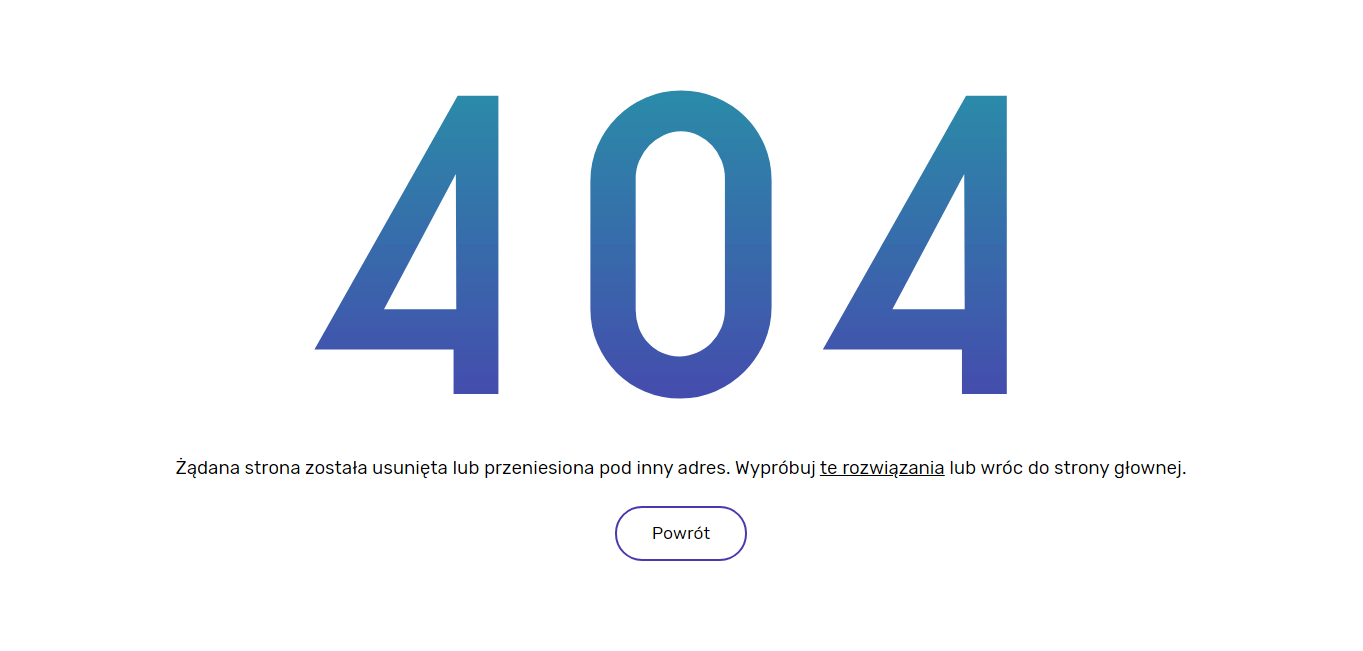 404
Żądana strona została usunięta lub przeniesiona pod inny adres. Wypróbuj te rozwiązania lub wróc do strony głownej.
Powrót